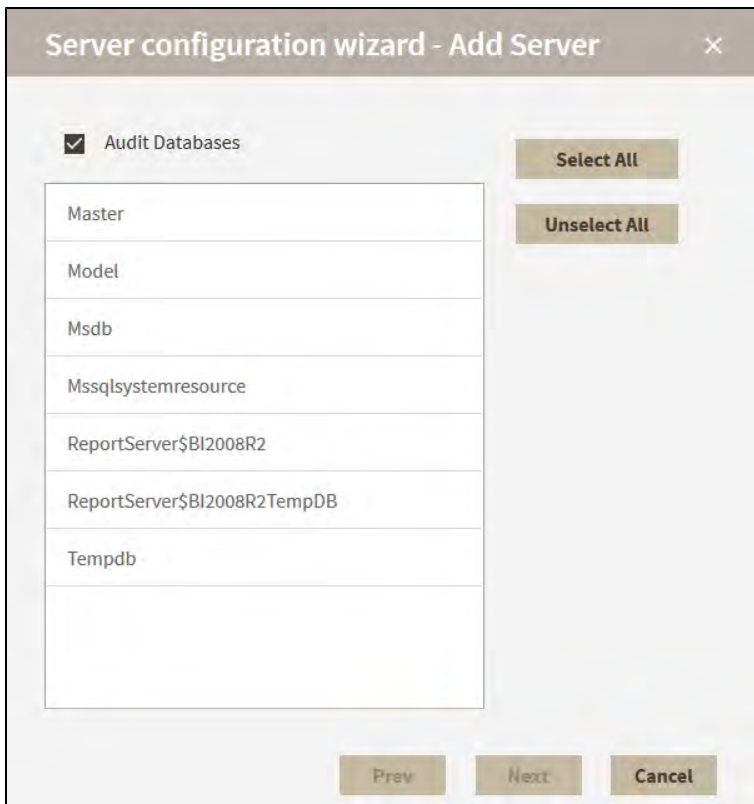 Server configuration wizard - Add Server
Audit Databases
Select All
Unselect All
Master
Model
Msdb
Mssqlsystemresource
ReportServer$BI2008R2
ReportServer$BI2008R2TempDB
Tempdb
Prev
Next
Cancel